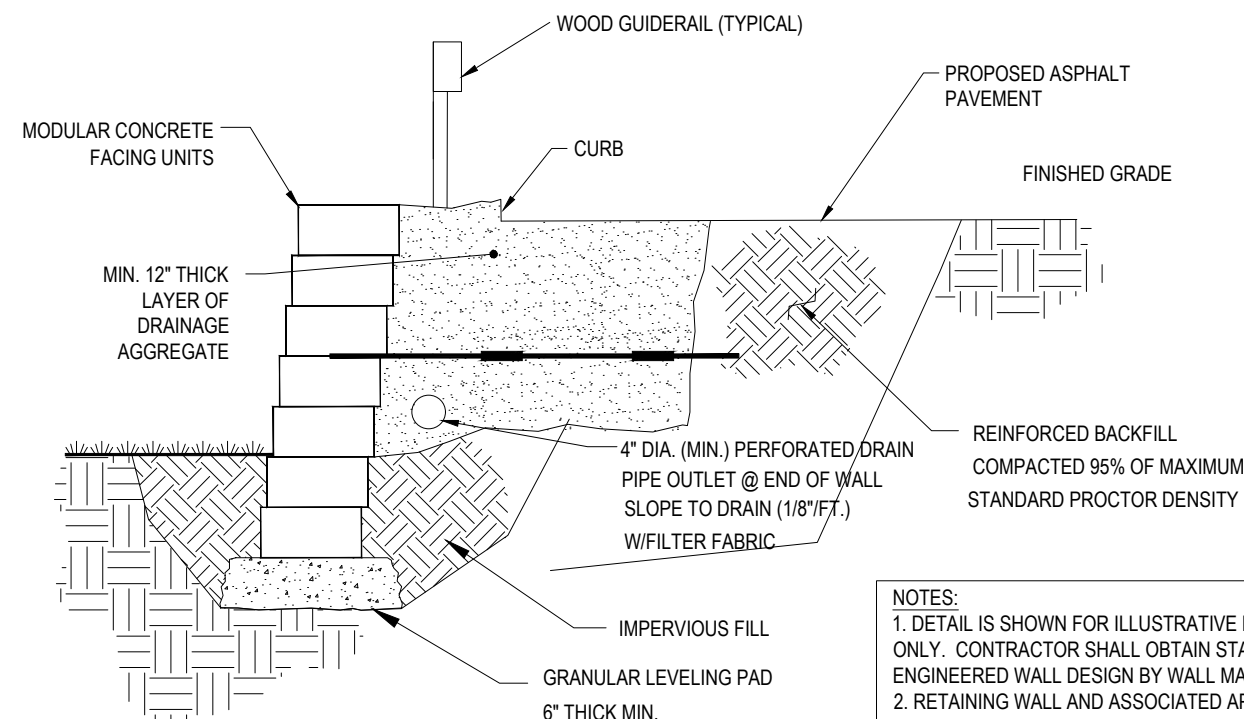 WOOD GUIDERAIL (TYPICAL)
PROPOSED ASPHALT
PAVEMENT
MODULAR CONCRETE
FACING UNITS
CURB
FINISHED GRADE
MIN. 12" THICK
LAYER OF
DRAINAGE
AGGREGATE
4" DIA. (MIN.) PERFORATED DRAIN
PIPE OUTLET @ END OF WALL
SLOPE TO DRAIN (1/8"/FT.)
W/FILTER FABRIC
REINFORCED BACKFILL
COMPACTED 95% OF MAXIMUM
STANDARD PROCTOR DENSITY
IMPERVIOUS FILL
GRANULAR LEVELING PAD
6" THICK MIN.
NOTES:
1. DETAIL IS SHOWN FOR ILLUSTRATIVE
ONLY. CONTRACTOR SHALL OBTAIN
ENGINEERED WALL DESIGN BY WALL
2. RETAINING WALL AND ASSOCIATED